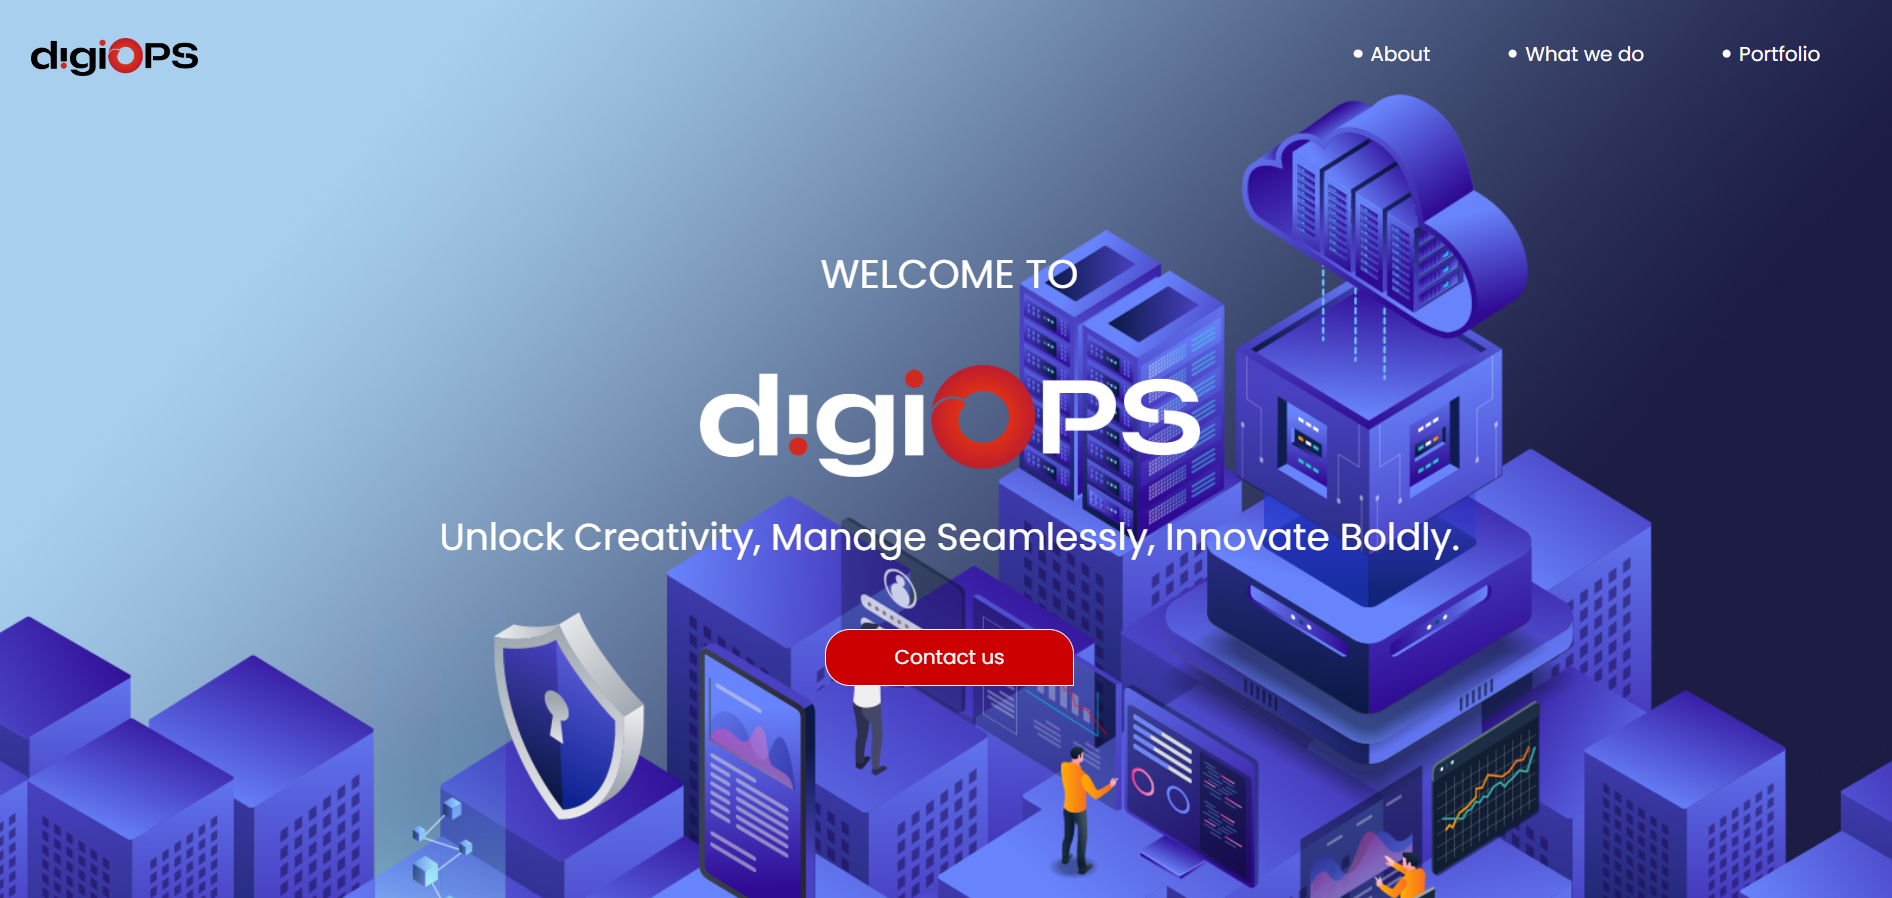 digiOPS
About
What we do
Portfolio
WELCOME TO
digiOPS
Unlock Creativity, Manage Seamlessly, Innovate Boldly.
Contact us